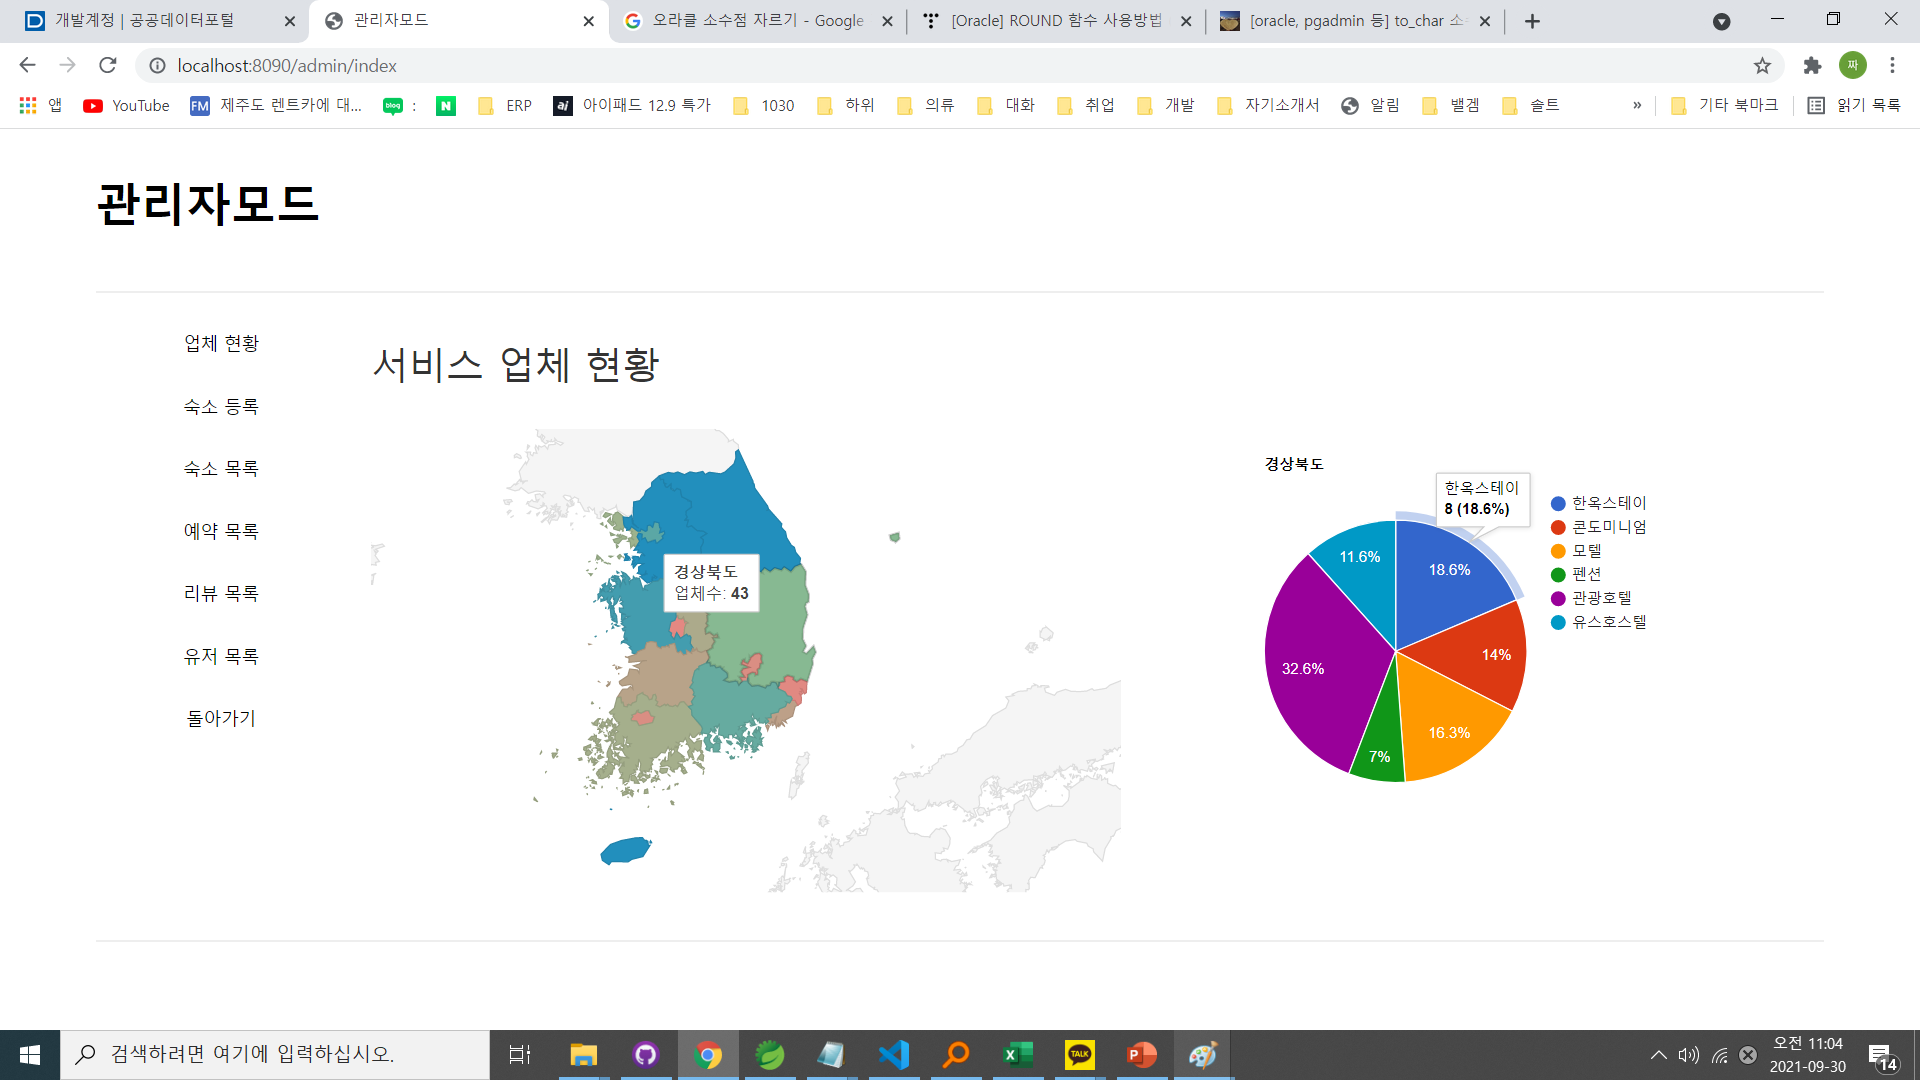 개발계정 | 공공데이터포털
관리자모드
오라클 소수점 자르기 - Google
[Oracle] ROUND 함수 사용방법
[oracle, pgadmin 등] to_char 소
localhost:8090/admin/index
짜
앱
YouTube
FM 제주도 렌트카에 대...
blog :
N
ERP
ai 아이패드 12.9 특가
1030
하위
의류
대화
취업
개발
자기소개서
알림
밸겜
솔트
»
기타 북마크
읽기 목록
관리자모드
업체 현황
숙소 등록
숙소 목록
예약 목록
리뷰 목록
유저 목록
돌아가기
서비스 업체 현황
경상북도
업체수: 43
경상북도
한옥스테이
8 (18.6%)
18.6%
14%
16.3%
7%
32.6%
11.6%
한옥스테이
콘도미니엄
모텔
펜션
관광호텔
유스호스텔
검색하려면 여기에 입력하십시오.
TALK
오전 11:04
2021-09-30
14